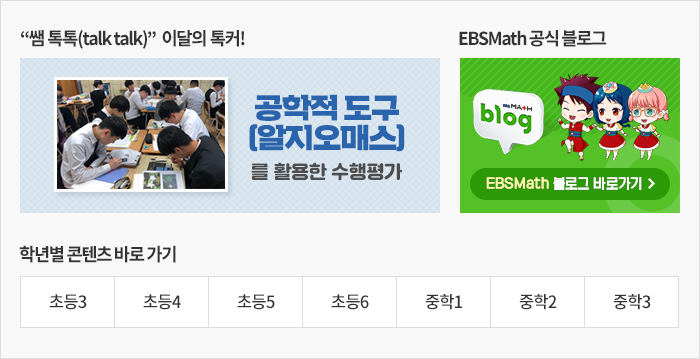 “쌤 톡톡(talk talk)” 이달의 톡커!
EBSMath 공식 블로그
공학적 도구
(알지오매스)
를 활용한 수행평가
EBS MATH
blog
EBSMath 블로그 바로가기 >
학년별 콘텐츠 바로 가기
초등3 초등4 초등5 초등6 중학1 중학2 중학3